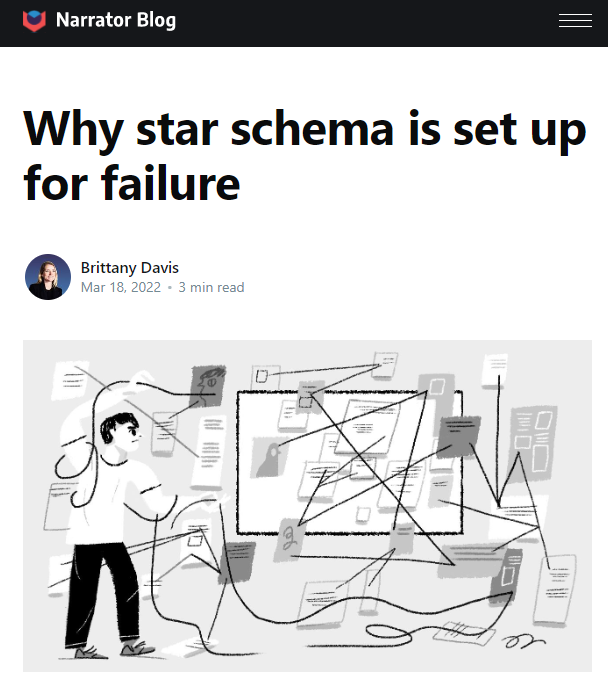 Narrator Blog
Why star schema is set up
for failure
Brittany Davis
Mar 18, 2022 • 3 min read